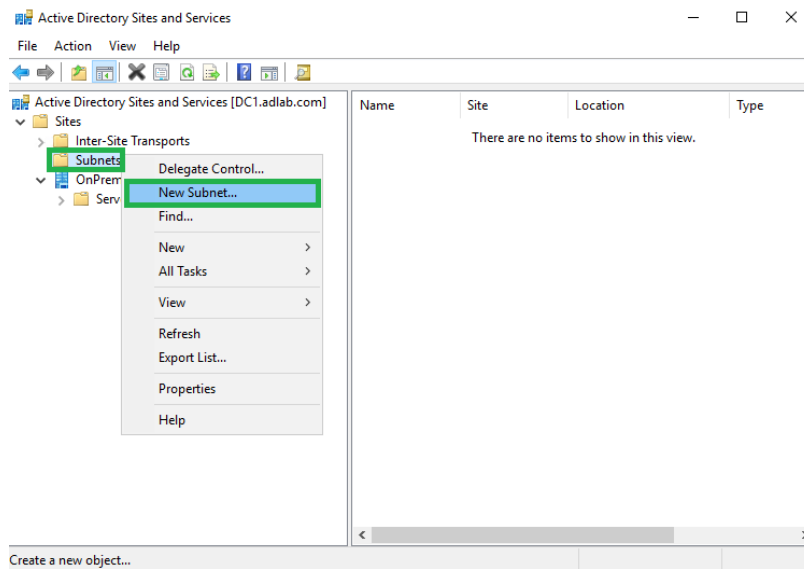 Active Directory Sites and Services
File Action View Help
Active Directory Sites and Services [DC1.adlab.com]
Sites
Inter-Site Transports
Subnets
OnPrem
Serv
Delegate Control...
New Subnet...
Find...
New
All Tasks
View
Refresh
Export List...
Properties
Help
Name Site Location Type
There are no items to show in this view.
Create a new object...